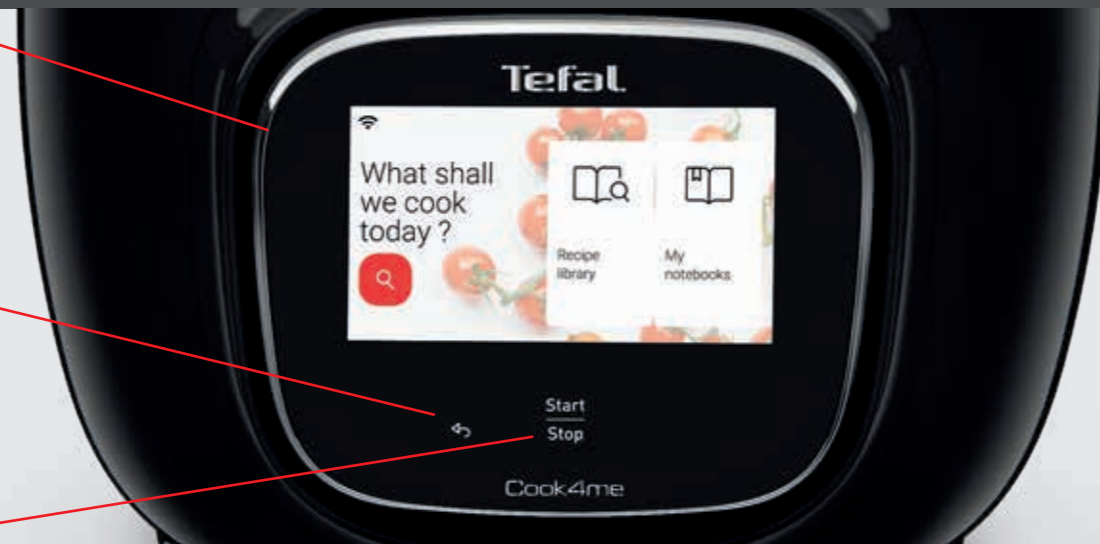 Tefal
What shall
we cook
today ?
Recipe
library
My
notebooks
Start
Stop
Cook4me